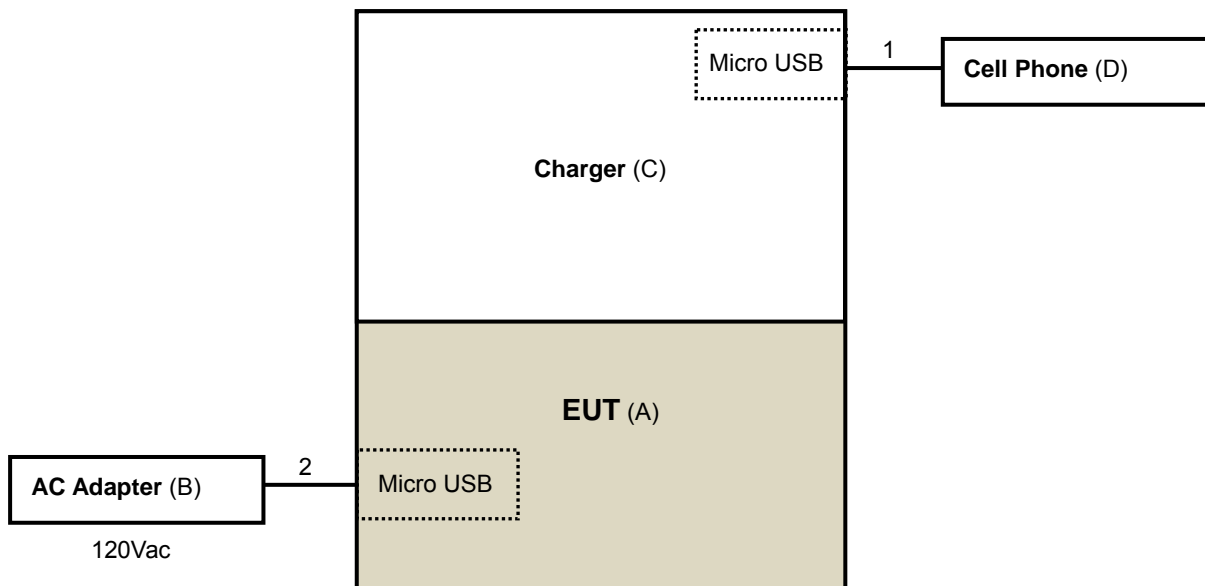 Micro USB
1
Cell Phone (D)
Charger (C)
EUT (A)
2
AC Adapter (B)
Micro USB
120Vac